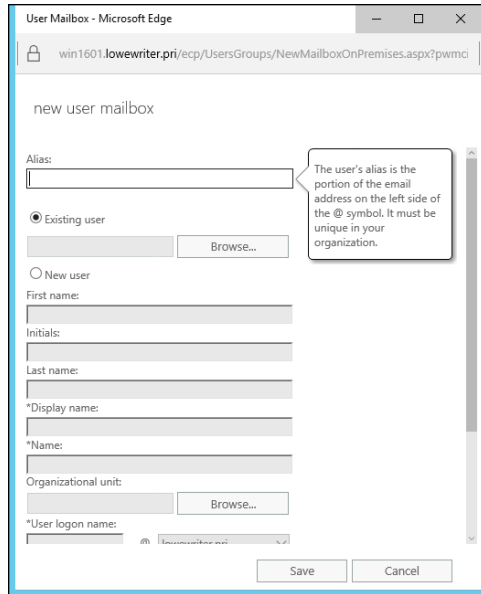 User Mailbox - Microsoft Edge
win1601.lowewriter.pri/ecp/UsersGroups/NewMailboxOnPremises.aspx?pwmci
new user mailbox
Alias:
The user's alias is the
portion of the email
address on the left side of
the @ symbol. It must be
unique in your
organization.
Existing user
Browse...
New user
First name:
Initials:
Last name:
*Display name:
*Name:
Organizational unit:
Browse...
*User logon name:
@ lowewriter.pri
Save Cancel